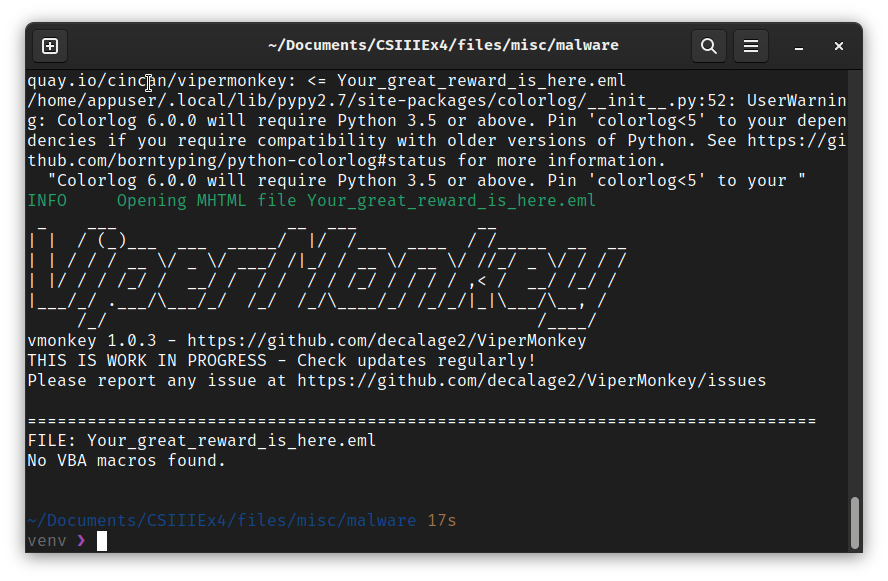 ~/Documents/CSIIIEx4/files/misc/malware
quay.io/cincan/vipermonkey: <= Your_great_reward_is_here.eml
/home/appuser/.local/lib/pypy2.7/site-packages/colorlog/__init__.py:52: UserWarnin
g: Colorlog 6.0.0 will require Python 3.5 or above. Pin 'colorlog<5' to your depen
dencies if you require compatibility with older versions of Python. See https://gi
thub.com/borntyping/python-colorlog#status for more information.
  "Colorlog 6.0.0 will require Python 3.5 or above. Pin 'colorlog<5' to your "
INFO     Opening MHTML file Your_great_reward_is_here.eml
ViperMonkey
vmonkey 1.0.3 - https://github.com/decalage2/ViperMonkey
THIS IS WORK IN PROGRESS - Check updates regularly!
Please report any issue at https://github.com/decalage2/ViperMonkey/issues
===============================================================================
FILE: Your_great_reward_is_here.eml
No VBA macros found.
~/Documents/CSIIIEx4/files/misc/malware 17s
venv ❯